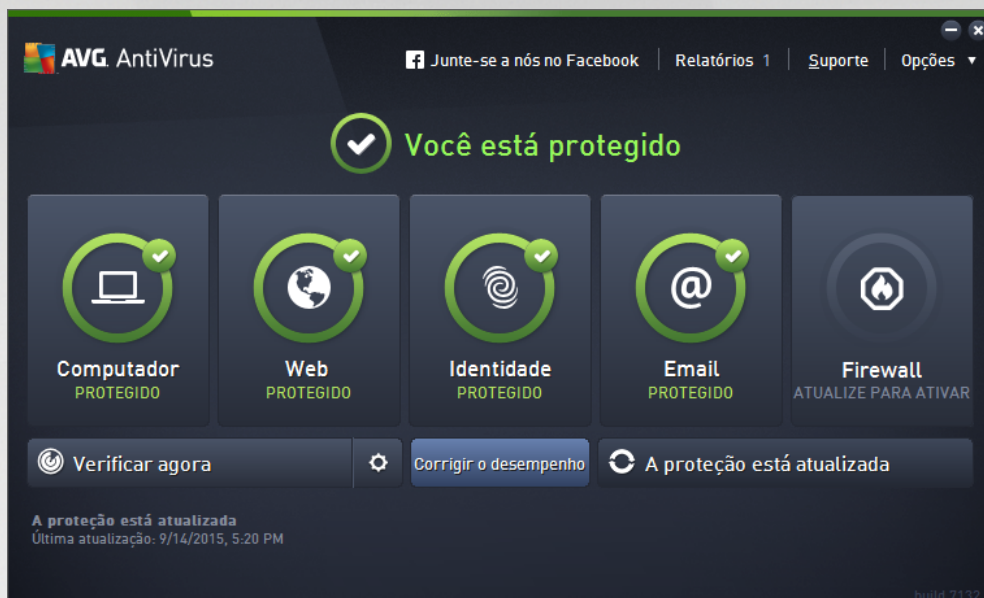 AVG. AntiVirus
Junte-se a nós no Facebook
Relatórios 1
Suporte
Opções
Você está protegido
Computador
PROTEGIDO
Web
PROTEGIDO
Identidade
PROTEGIDO
Email
PROTEGIDO
Firewall
ATUALIZE PARA ATIVAR
Verificar agora
Corrigir o desempenho
A proteção está atualizada
A proteção está atualizada
Última atualização: 9/14/2015, 5:20 PM
build 7132